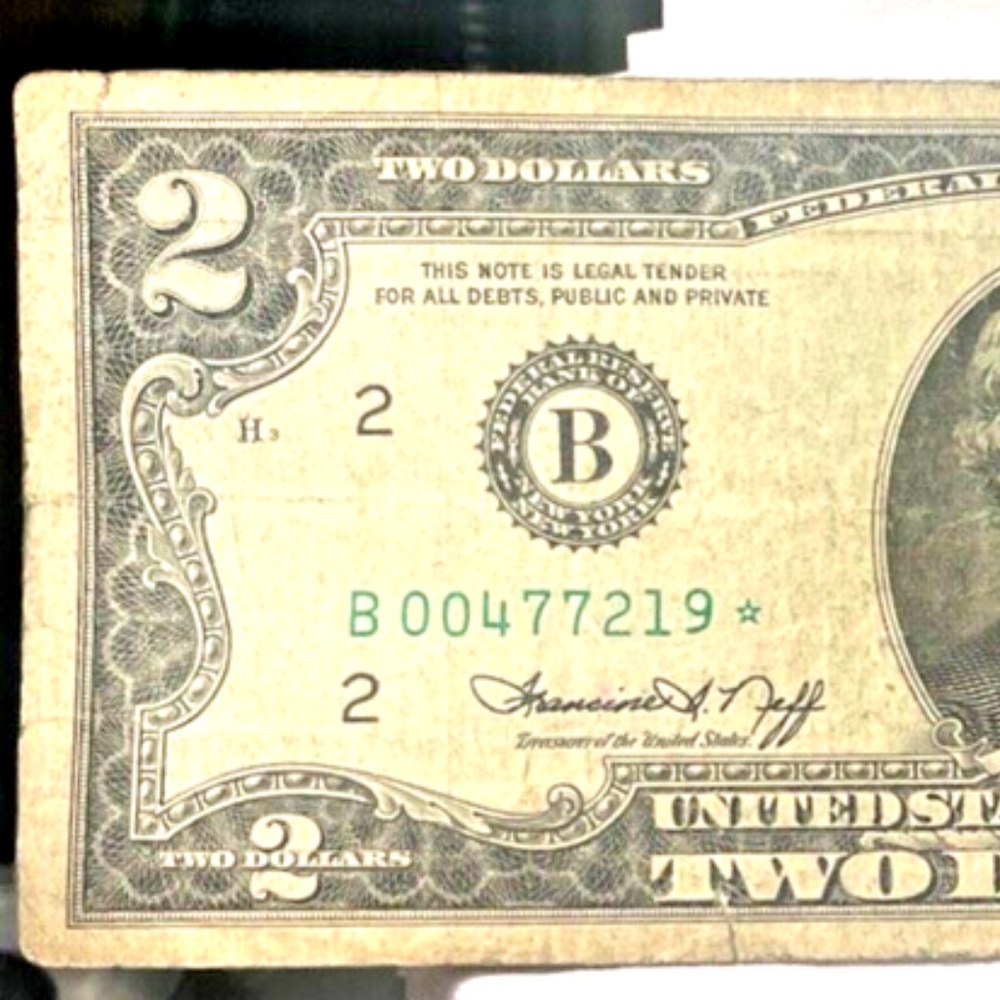 2
TWO DOLLARS
FEDERAL
THIS NOTE IS LEGAL TENDER
FOR ALL DEBTS, PUBLIC AND PRIVATE
H3
2
FEDERAL RESERVE
BANK OF
B
NEW YORK
NEW YORK
B 00477219 ☆
2
Francine I. Neff
Treasurer of the United States.
2
TWO DOLLARS
UNITED ST
TWO